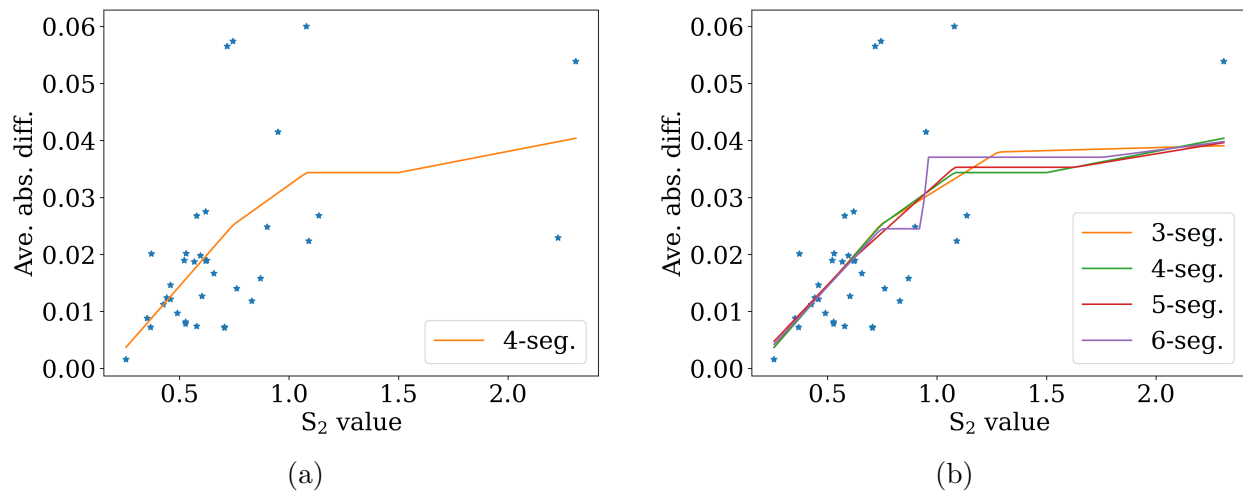 0.06
0.05
0.04
0.03
0.02
0.01
0.00
Ave. abs. diff.
0.5 1.0 1.5 2.0
S₂ value
4-seg.
(a)
0.06
0.05
0.04
0.03
0.02
0.01
0.00
Ave. abs. diff.
0.5 1.0 1.5 2.0
S₂ value
3-seg.
4-seg.
5-seg.
6-seg.
(b)